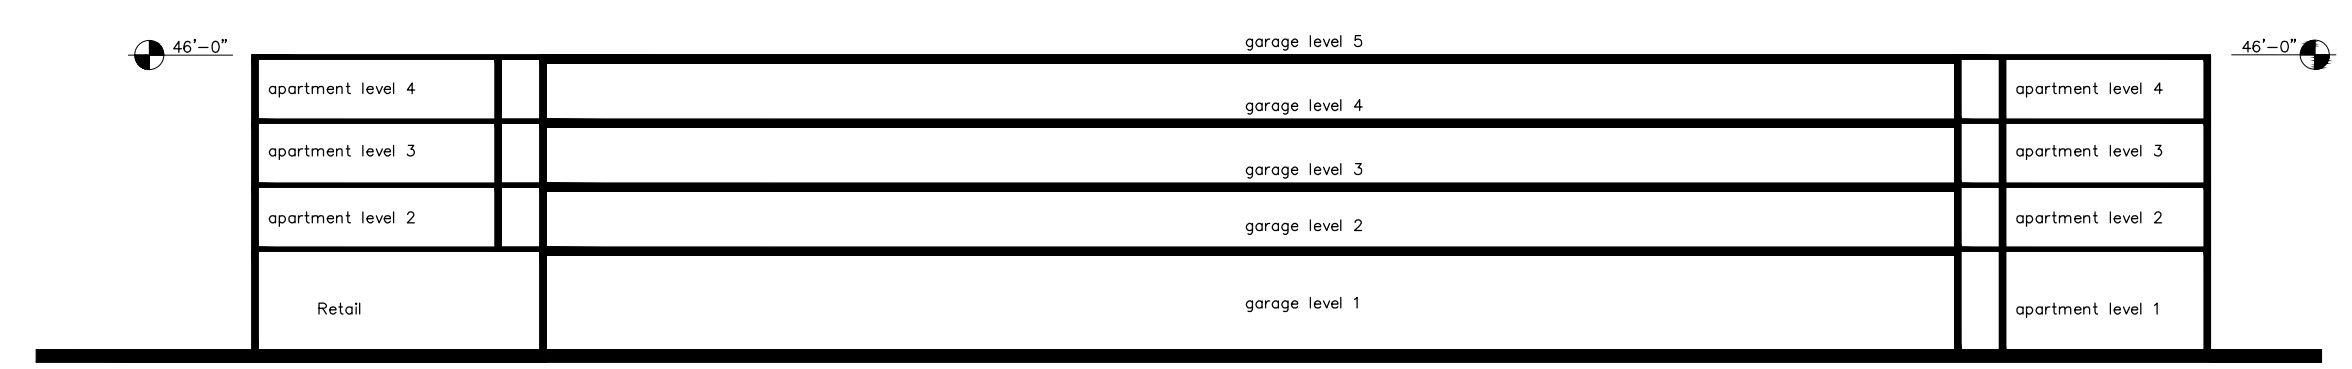 garage level 5
46'-0"
46'-0"
apartment level 4
garage level 4
apartment level 4
apartment level 3
garage level 3
apartment level 3
apartment level 2
garage level 2
apartment level 2
Retail
garage level 1
apartment level 1